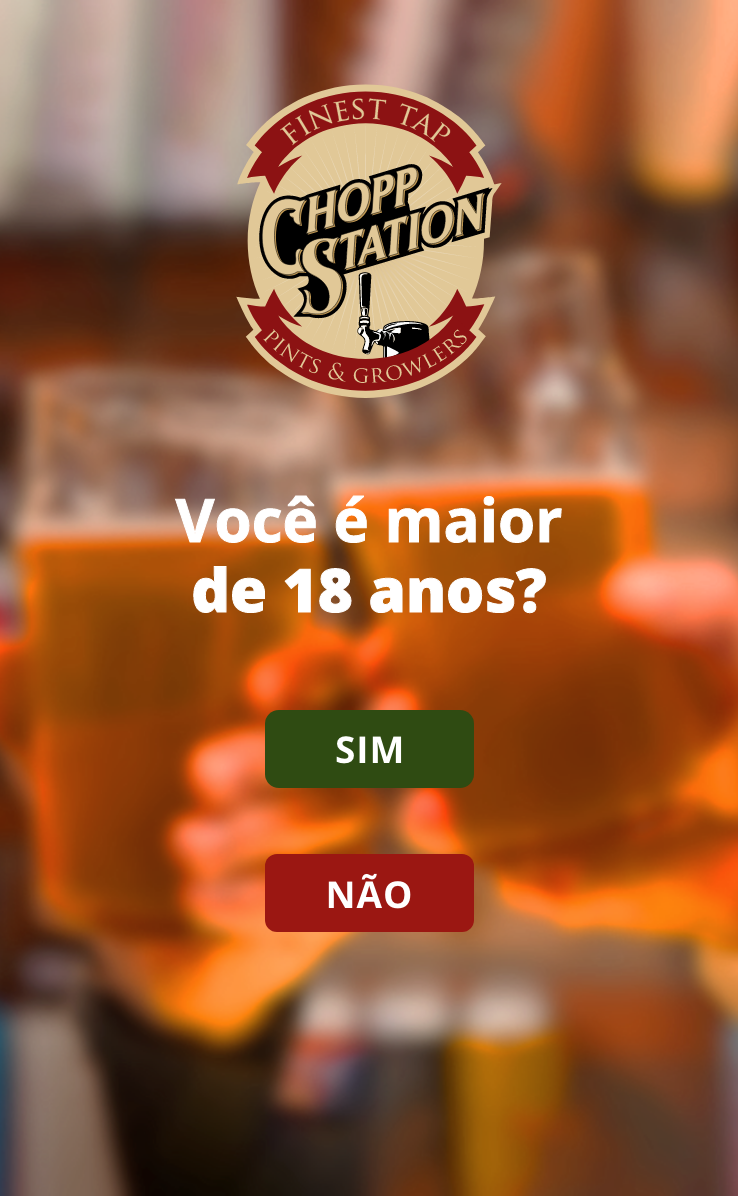 FINEST TAP
CHOPP
STATION
PINTS & GROWLERS
Você é maior
de 18 anos?
SIM
NÃO